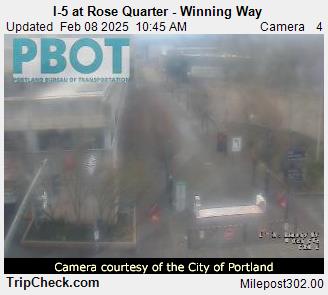 I-5 at Rose Quarter - Winning Way
Updated Feb 08 2025 10:45 AM Camera 4
PBOT
PORTLAND BUREAU OF TRANSPORTATION
Camera courtesy of the City of Portland
TripCheck.com Milepost302.00